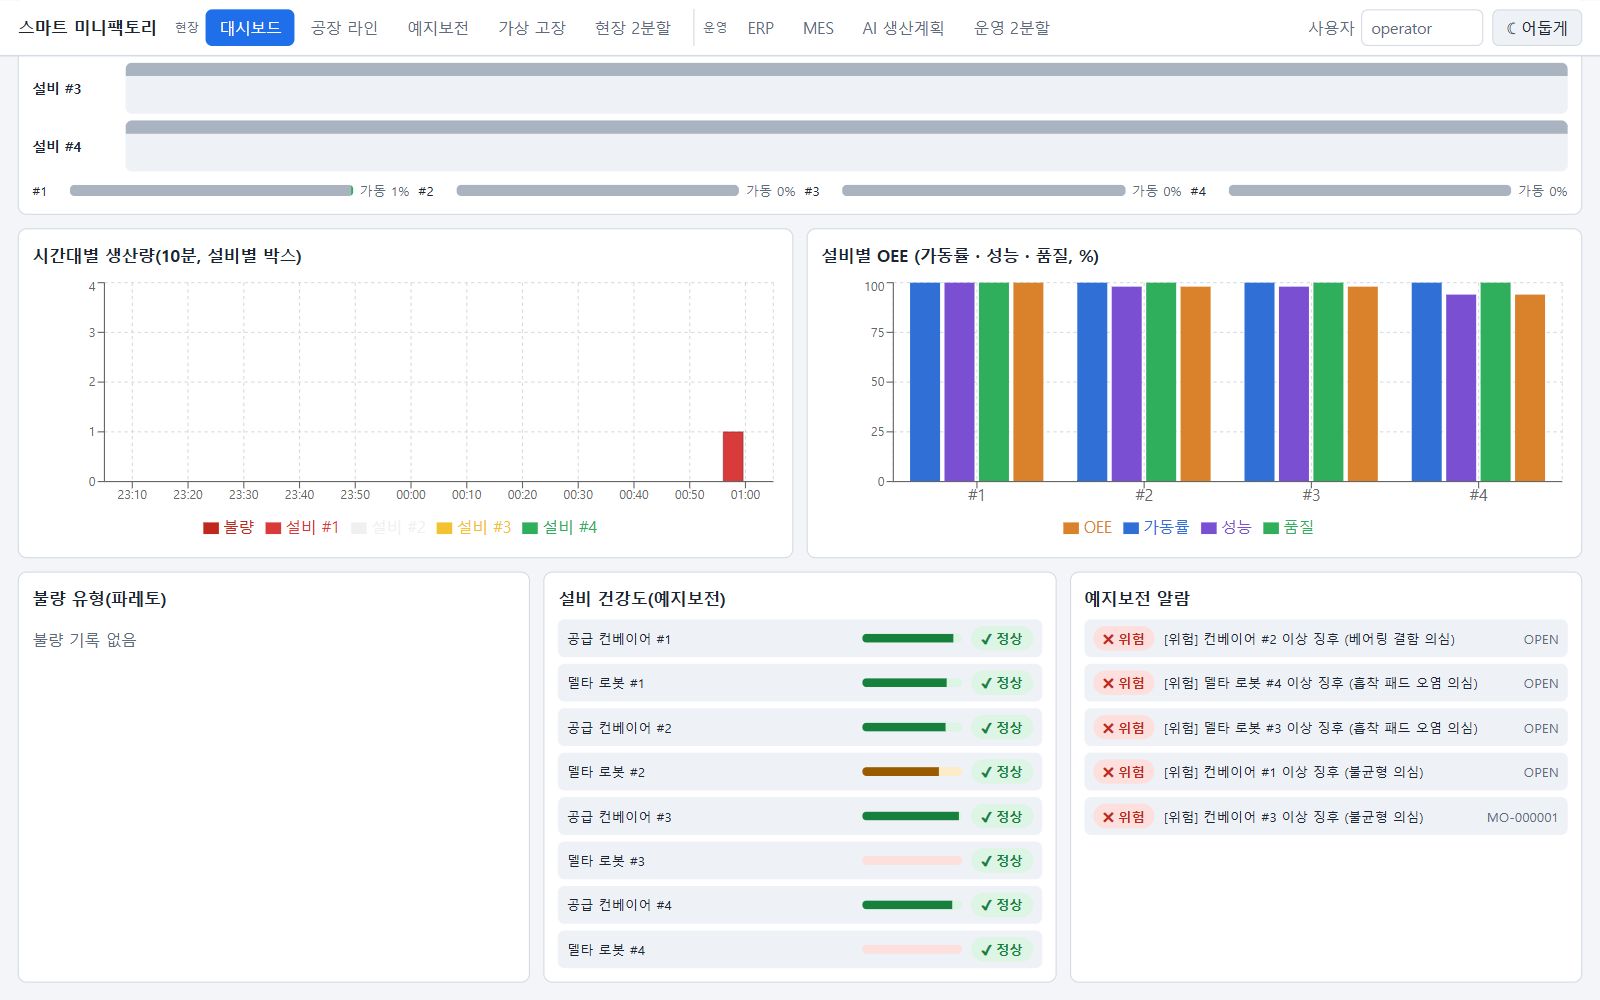 스마트 미니팩토리 현장 대시보드 공장 라인 예지보전 가상 고장 현장 2분할 운영 ERP MES AI 생산계획 운영 2분할 사용자 operator ☾ 어둡게
설비 #3
설비 #4
#1 가동 1% #2 가동 0% #3 가동 0% #4 가동 0%
시간대별 생산량(10분, 설비별 박스)
4
3
2
1
0
23:10 23:20 23:30 23:40 23:50 00:00 00:10 00:20 00:30 00:40 00:50 01:00
불량 설비 #1 설비 #2 설비 #3 설비 #4
설비별 OEE (가동률 · 성능 · 품질, %)
100
75
50
25
0
#1 #2 #3 #4
OEE 가동률 성능 품질
불량 유형(파레토)
불량 기록 없음
설비 건강도(예지보전)
공급 컨베이어 #1 ✓ 정상
델타 로봇 #1 ✓ 정상
공급 컨베이어 #2 ✓ 정상
델타 로봇 #2 ✓ 정상
공급 컨베이어 #3 ✓ 정상
델타 로봇 #3 ✓ 정상
공급 컨베이어 #4 ✓ 정상
델타 로봇 #4 ✓ 정상
예지보전 알람
✕ 위험 [위험] 컨베이어 #2 이상 징후 (베어링 결함 의심) OPEN
✕ 위험 [위험] 델타 로봇 #4 이상 징후 (흡착 패드 오염 의심) OPEN
✕ 위험 [위험] 델타 로봇 #3 이상 징후 (흡착 패드 오염 의심) OPEN
✕ 위험 [위험] 컨베이어 #1 이상 징후 (불균형 의심) OPEN
✕ 위험 [위험] 컨베이어 #3 이상 징후 (불균형 의심) MO-000001